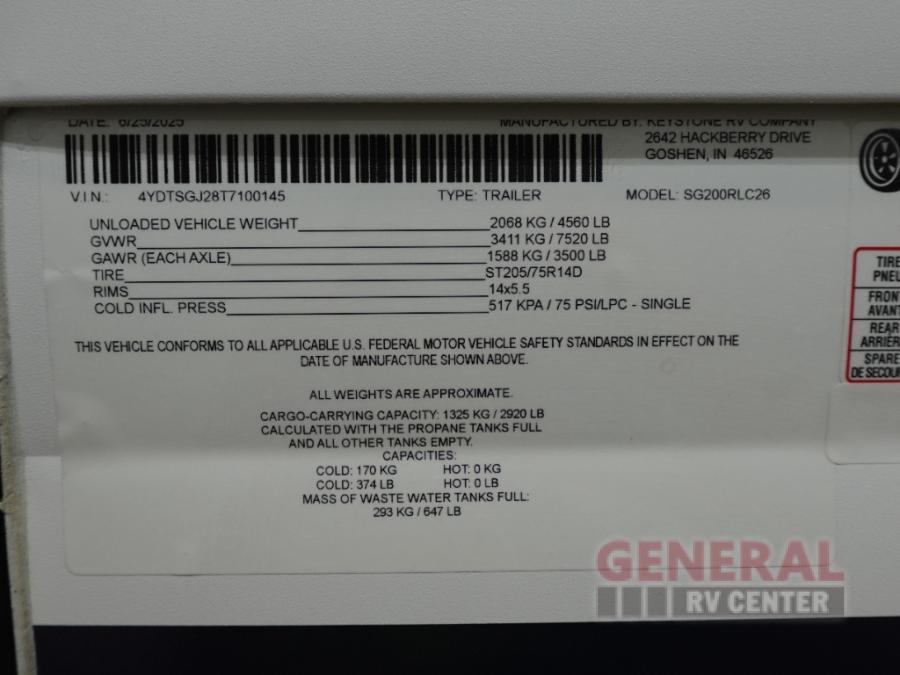 DATE: 6/25/2025
MANUFACTURED BY: KEYSTONE RV COMPANY
2642 HACKBERRY DRIVE
GOSHEN, IN 46526
V.I.N.: 4YDTSGJ28T7100145 TYPE: TRAILER MODEL: SG200RLC26
UNLOADED VEHICLE WEIGHT 2068 KG / 4560 LB
GVWR 3411 KG / 7520 LB
GAWR (EACH AXLE) 1588 KG / 3500 LB
TIRE ST205/75R14D
RIMS 14x5.5
COLD INFL. PRESS 517 KPA / 75 PSI/LPC - SINGLE
THIS VEHICLE CONFORMS TO ALL APPLICABLE U.S. FEDERAL MOTOR VEHICLE SAFETY STANDARDS IN EFFECT ON THE
DATE OF MANUFACTURE SHOWN ABOVE.
ALL WEIGHTS ARE APPROXIMATE.
CARGO-CARRYING CAPACITY: 1325 KG / 2920 LB
CALCULATED WITH THE PROPANE TANKS FULL
AND ALL OTHER TANKS EMPTY.
CAPACITIES:
COLD: 170 KG HOT: 0 KG
COLD: 374 LB HOT: 0 LB
MASS OF WASTE WATER TANKS FULL:
293 KG / 647 LB
TIRE
PNEU
FRONT
AVANT
REAR
ARRIÈRE
SPARE
DE SECOURS
GENERAL
RV CENTER